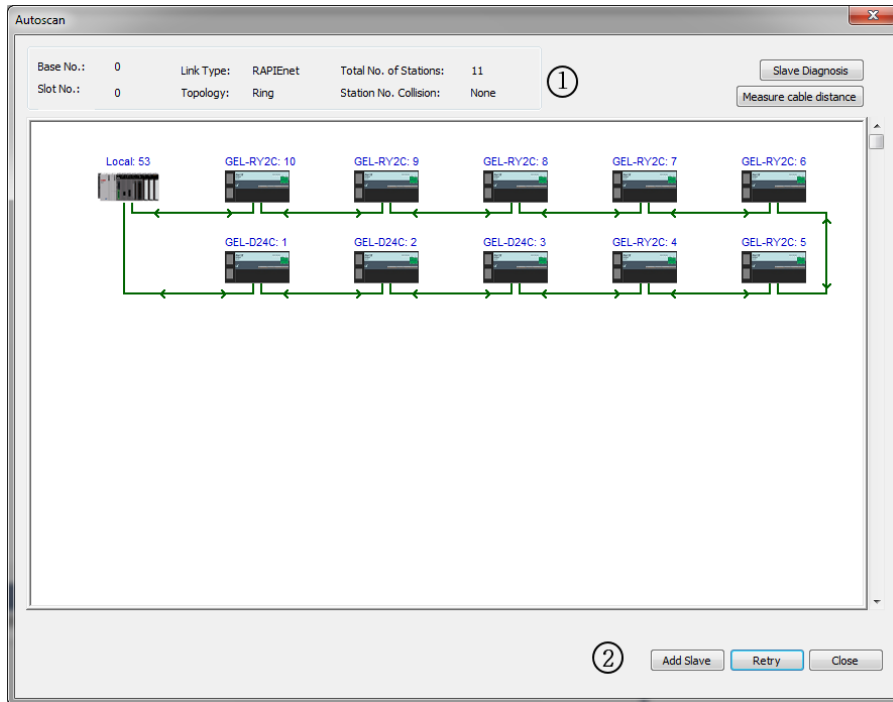 Autoscan
Base No.: 0 Link Type: RAPIEnet Total No. of Stations: 11 ① Slave Diagnosis
Slot No.: 0 Topology: Ring Station No. Collision: None Measure cable distance
Local: 53 GEL-RY2C: 10 GEL-RY2C: 9 GEL-RY2C: 8 GEL-RY2C: 7 GEL-RY2C: 6
GEL-D24C: 1 GEL-D24C: 2 GEL-D24C: 3 GEL-RY2C: 4 GEL-RY2C: 5
② Add Slave Retry Close